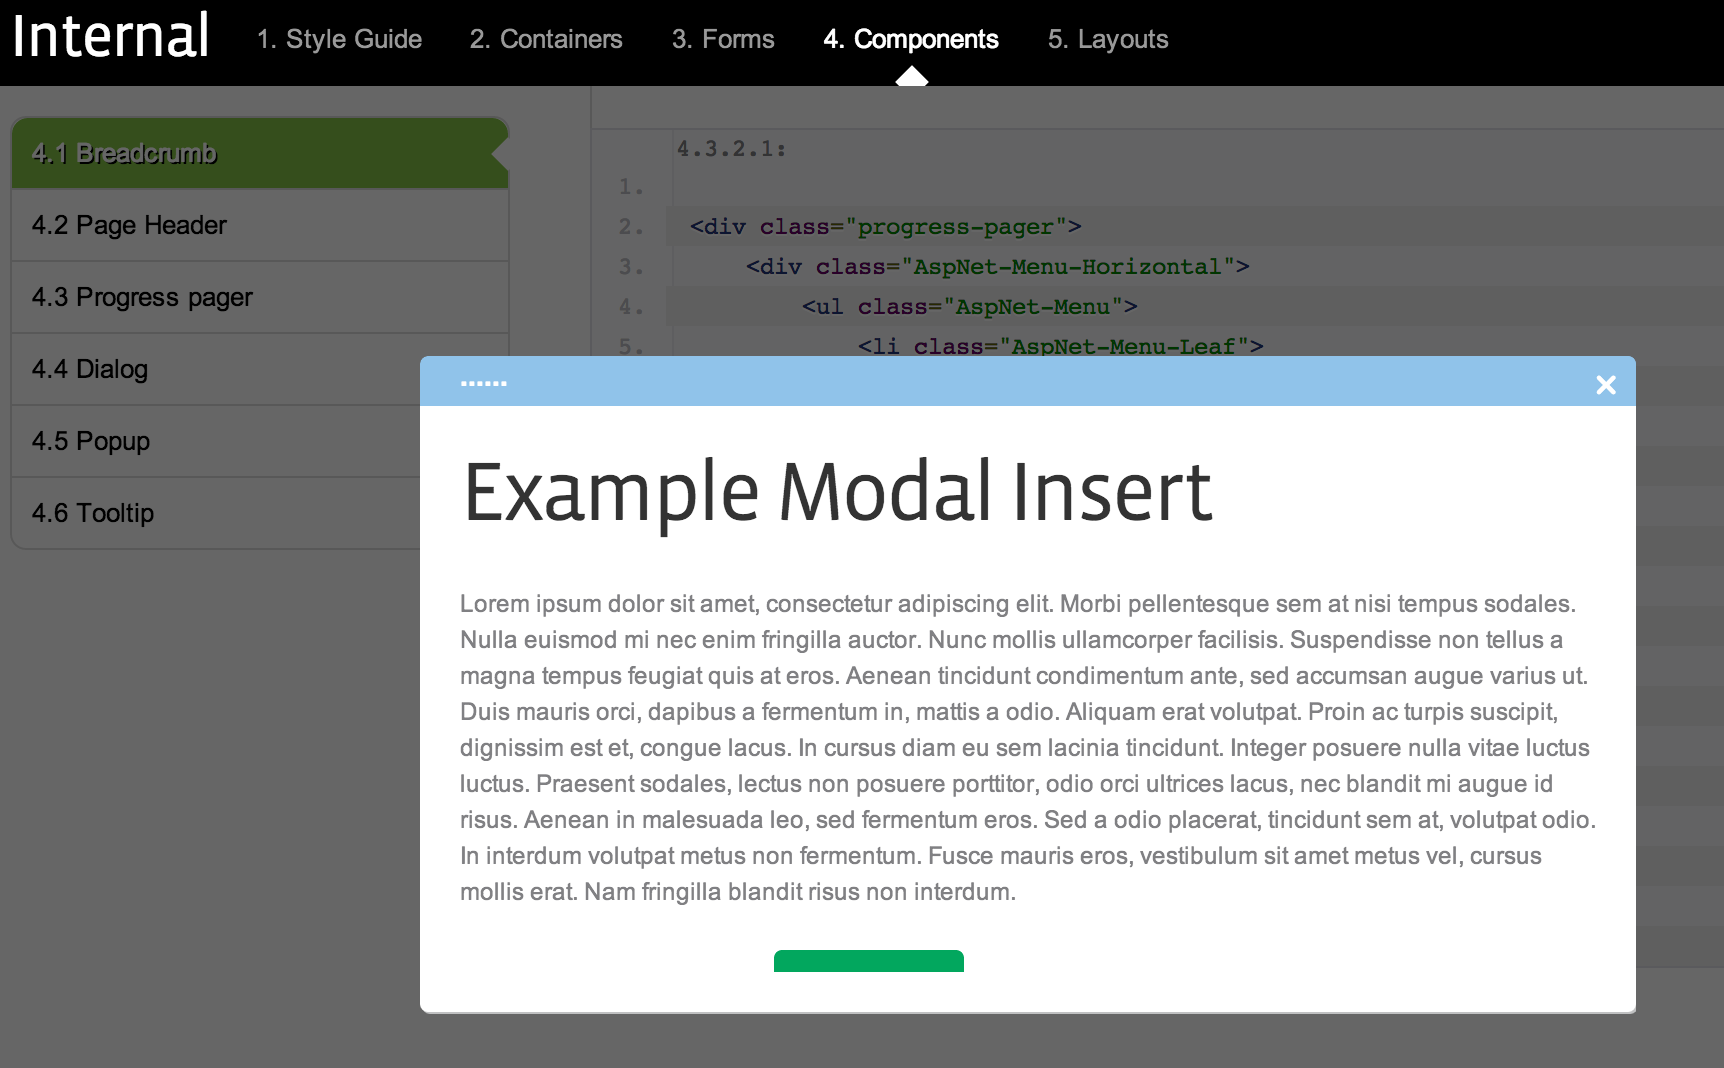 Internal
1. Style Guide
2. Containers
3. Forms
4. Components
5. Layouts
4.1 Breadcrumb
4.2 Page Header
4.3 Progress pager
4.4 Dialog
4.5 Popup
4.6 Tooltip
4.3.2.1:
1.
2. <div class="progress-pager">
3. <div class="AspNet-Menu-Horizontal">
4. <ul class="AspNet-Menu">
5. <li class="AspNet-Menu-Leaf">
Example Modal Insert
Lorem ipsum dolor sit amet, consectetur adipiscing elit. Morbi pellentesque sem at nisi tempus sodales.
Nulla euismod mi nec enim fringilla auctor. Nunc mollis ullamcorper facilisis. Suspendisse non tellus a
magna tempus feugiat quis at eros. Aenean tincidunt condimentum ante, sed accumsan augue varius ut.
Duis mauris orci, dapibus a fermentum in, mattis a odio. Aliquam erat volutpat. Proin ac turpis suscipit,
dignissim est et, congue lacus. In cursus diam eu sem lacinia tincidunt. Integer posuere nulla vitae luctus
luctus. Praesent sodales, lectus non posuere porttitor, odio orci ultrices lacus, nec blandit mi augue id
risus. Aenean in malesuada leo, sed fermentum eros. Sed a odio placerat, tincidunt sem at, volutpat odio.
In interdum volutpat metus non fermentum. Fusce mauris eros, vestibulum sit amet metus vel, cursus
mollis erat. Nam fringilla blandit risus non interdum.